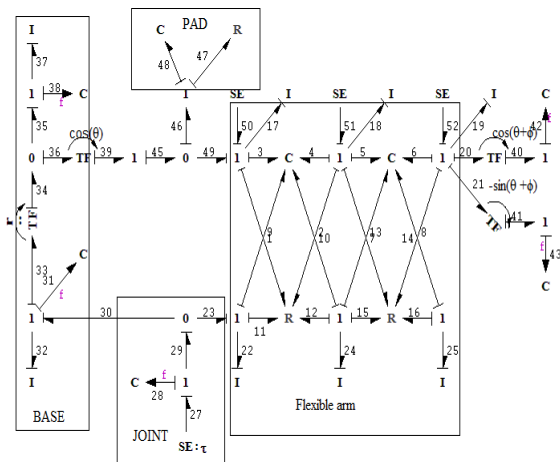 PAD
I C R
37 48 47
38 SE I SE I SE I C
1 C I 50 17 51 18 52 19 42 f
f
35 cos(θ) 46 cos(θ+ϕ)
0 36 TF 39 1 45 0 49 1 3 C 4 1 5 C 6 1 20 TF 40 1
34 21 -sin(θ+ϕ)
r : TF TF 41 1
33 C 9 1 2 10 13 7 14 8 f 43
31 f C
1 30 0 23 1 11 R 12 1 15 R 16 1
32 29 22 24 25
I C f 28 1 I I I
BASE 27 Flexible arm
JOINT SE:τ